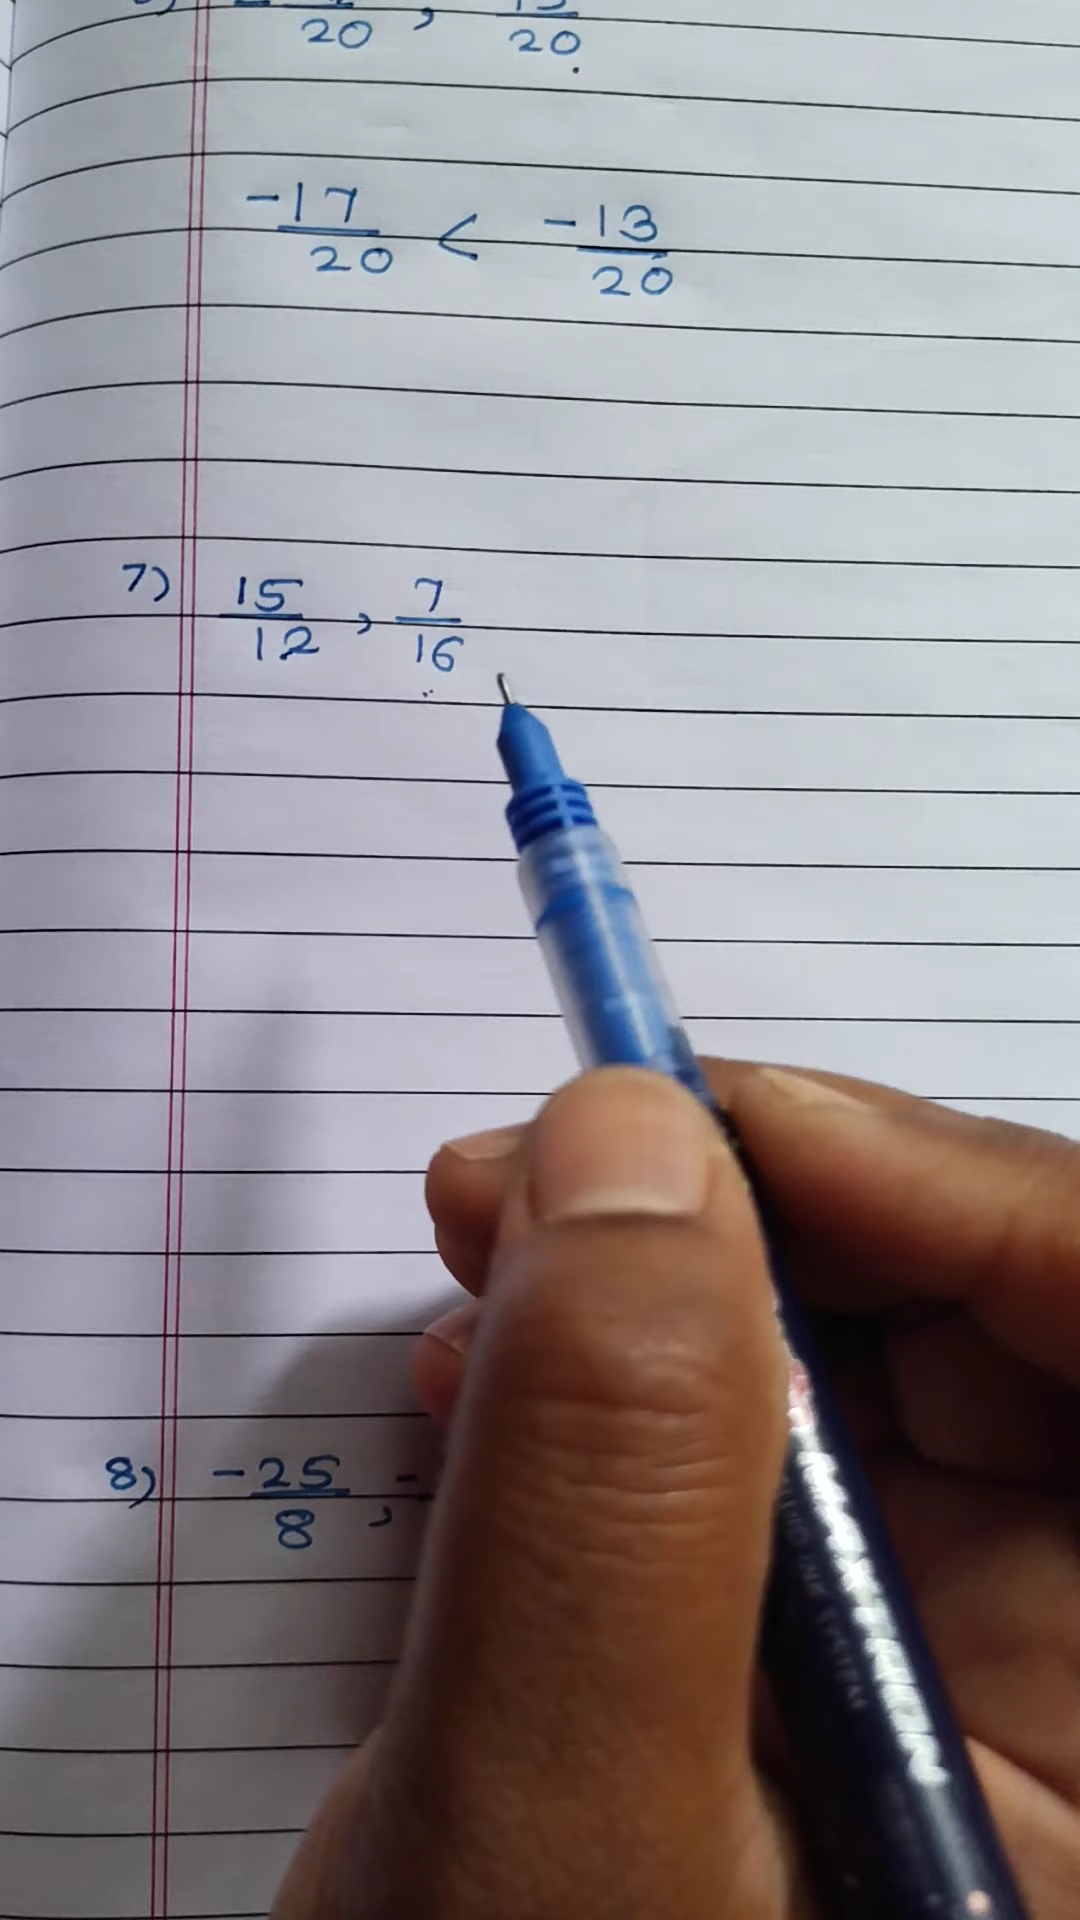 20 , 20
-17/20 < -13/20
7) 15/12 , 7/16
8) -25/8 , -